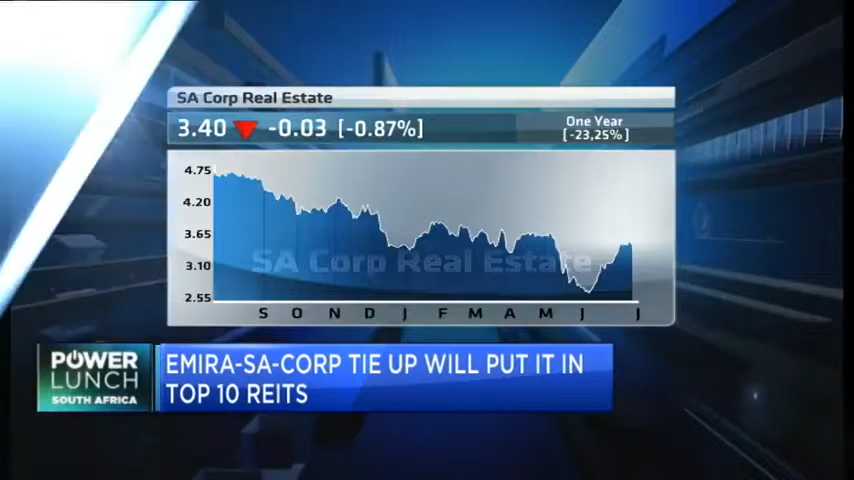 SA Corp Real Estate
3.40 -0.03 [-0.87%]
One Year
[-23,25%]
4.75
4.20
3.65
3.10
2.55
SA Corp Real Estate
S O N D J F M A M J J
POWER
LUNCH
SOUTH AFRICA
EMIRA-SA-CORP TIE UP WILL PUT IT IN
TOP 10 REITS